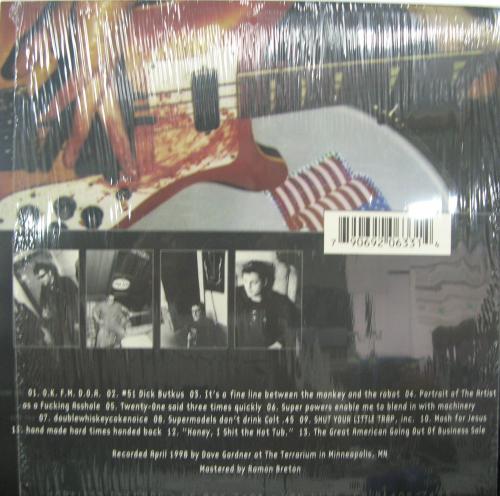 7 90692 06331 4
01. O.K. F.M. D.O.A. 02. #51 Dick Butkus 03. It's a fine line between the monkey and the robot 04. Portrait of The Artist
as a Fucking Asshole 05. Twenty-One said three times quickly 06. Super powers enable me to blend in with machinery
07. doublewhiskeycokenoice 08. Supermodels don't drink Colt .45 09. SHUT YOUR LITTLE TRAP, inc. 10. Mosh for Jesus
11. hand made hard times handed back 12. "Honey, I Shit the Hot Tub." 13. The Great American Going Out Of Business Sale
Recorded April 1998 by Dave Gardner at The Terrarium in Minneapolis, MN
Mastered by Ramon Breton